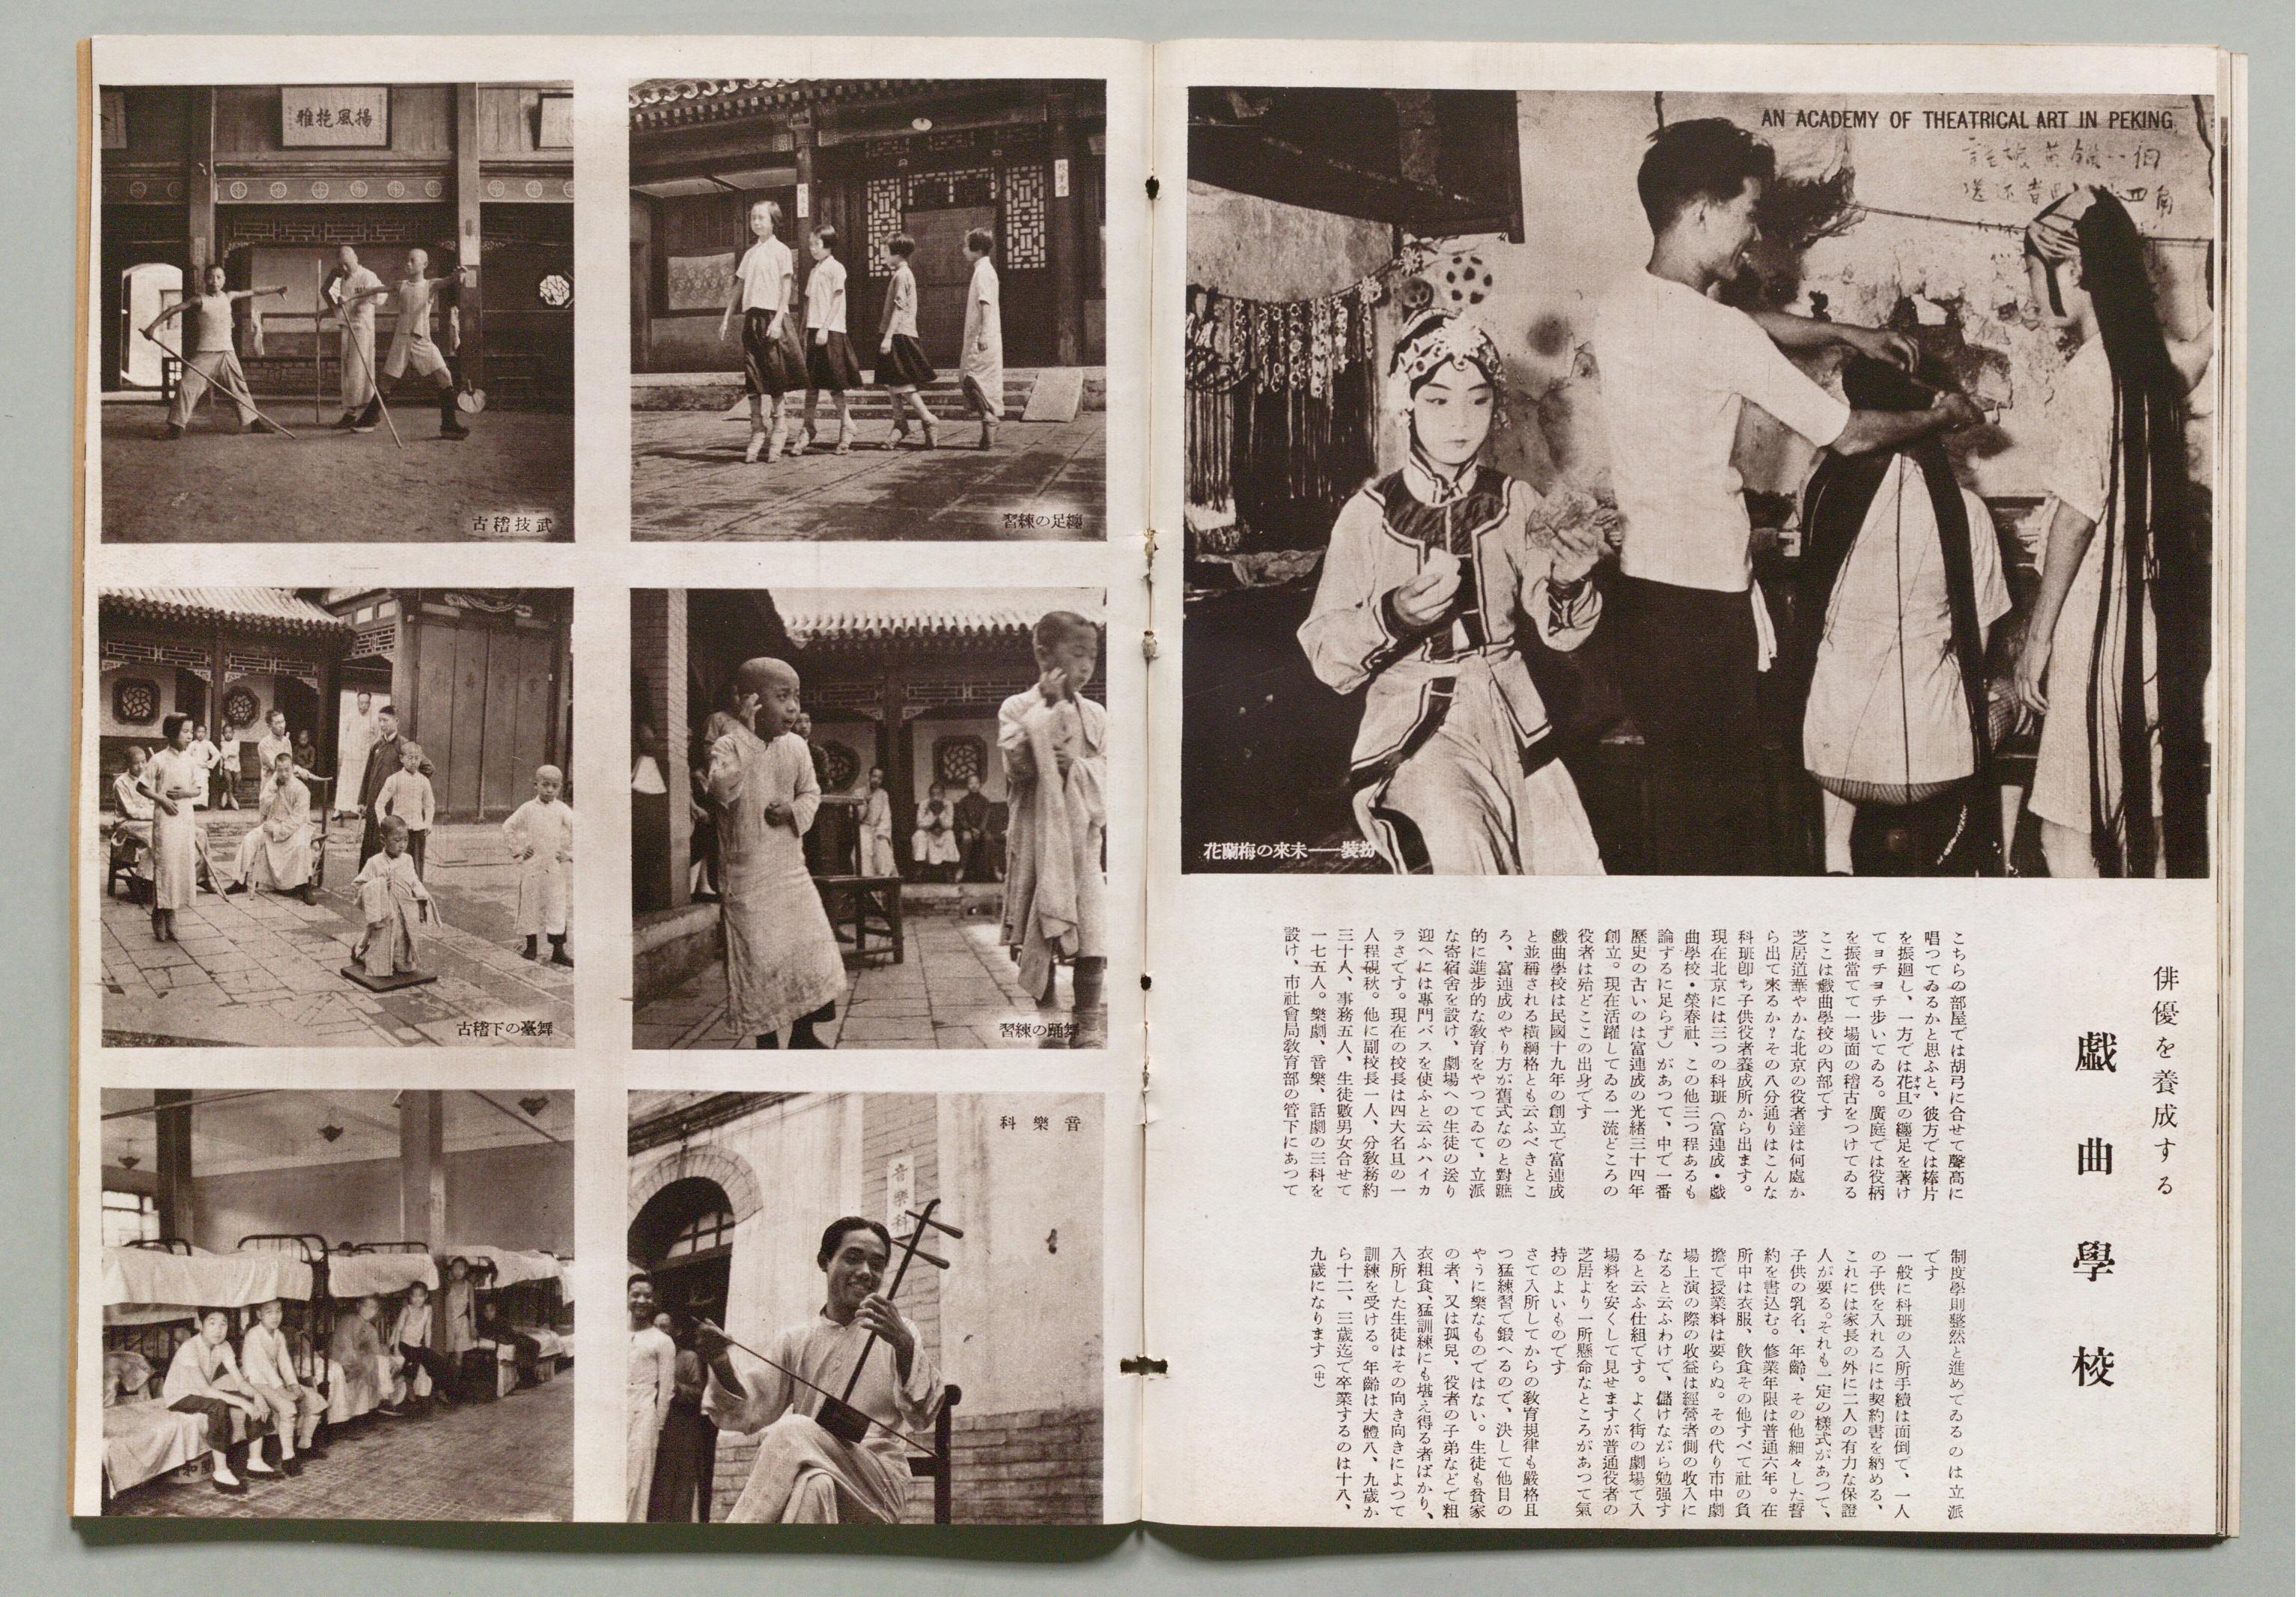 AN ACADEMY OF THEATRICAL ART IN PEKING
花蘭梅の來未——裝扮
俳優を養成する
戯曲學校
こちらの部屋では胡弓に合せて聲高に
唱つてゐるかと思ふと、彼方では棒片
を振廻し、一方では花旦の纏足を著け
オヤマ
てヨチヨチ歩いてゐる。廣庭では役柄
を振當てて一場面の稽古をつけてゐる
ここは戲曲學校の內部です
芝居道華やかな北京の役者達は何處か
ら出て來るか？その八分通りはこんな
科班卽ち子供役者養成所から出ます。
現在北京には三つの科班（富連成・戲
曲學校・榮春社、この他三つ程あるも
論ずるに足らず）があつて、中で一番
歷史の古いのは富連成の光緖三十四年
創立。現在活躍してゐる一流どころの
役者は殆どここの出身です
戲曲學校は民國十九年の創立で富連成
と並稱される橫綱格とも云ふべきとこ
ろ、富連成のやり方が舊式なのと對蹠
的に進步的な敎育をやつてゐて、立派
な寄宿舍を設け、劇場への生徒の送り
迎へには專門バスを使ふと云ふハイカ
ラさです。現在の校長は四大名旦の一
人程硯秋。他に副校長一人、分敎務約
三十人、事務五人、生徒數男女合せて
一七五人。樂劇、音樂、話劇の三科を
設け、市社會局敎育部の管下にあつて
制度學則整然と進めてゐるのは立派
です
一般に科班の入所手續は面倒で、一人
の子供を入れるには契約書を納める、
これには家長の外に二人の有力な保證
人が要る。それも一定の樣式があつて、
子供の乳名、年齡、その他細々した誓
約を書込む。修業年限は普通六年。在
所中は衣服、飮食その他すべて社の負
擔で授業料は要らぬ。その代り市中劇
場上演の際の收益は經營者側の收入に
なると云ふわけで、儲けながら勉强す
ると云ふ仕組です。よく街の劇場で入
場料を安くして見せますが普通役者の
芝居より一所懸命なところがあつて氣
持のよいものです
さて入所してからの敎育規律も嚴格且
つ猛練習で鍛へるので、決して他目の
やうに樂なものではない。生徒も貧家
の者、又は孤兒、役者の子弟などで粗
衣粗食、猛訓練にも堪え得る者ばかり、
入所した生徒はその向き向きによつて
訓練を受ける。年齡は大體八、九歲か
ら十二、三歲迄で卒業するのは十八、
九歲になります（中）
雅艳風揚
古稽技武
習練の足纏
古稽下の臺舞
習練の踊舞
科樂音
音樂科